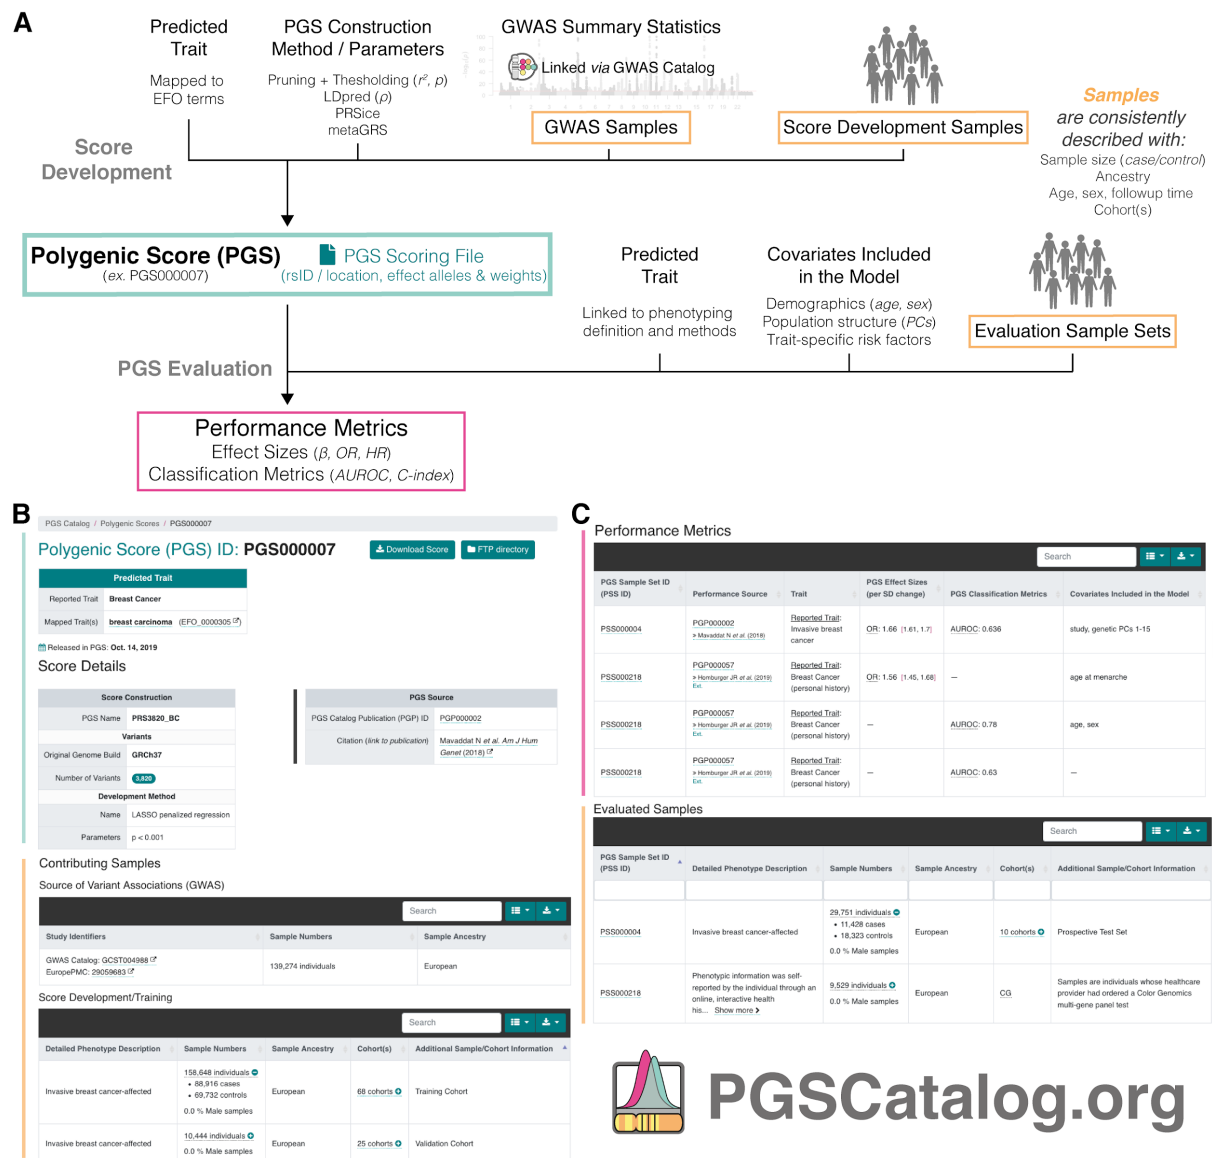 A
Predicted
Trait
Mapped to
EFO terms
PGS Construction
Method / Parameters
Pruning + Thesholding (r², p)
LDpred (ρ)
PRSice
metaGRS
GWAS Summary Statistics
Linked via GWAS Catalog
GWAS Samples
Score Development Samples
Samples
are consistently
described with:
Sample size (case/control)
Ancestry
Age, sex, followup time
Cohort(s)
Score
Development
Polygenic Score (PGS)
(ex. PGS000007)
PGS Scoring File
(rsID / location, effect alleles & weights)
Predicted
Trait
Linked to phenotyping
definition and methods
Covariates Included
in the Model
Demographics (age, sex)
Population structure (PCs)
Trait-specific risk factors
Evaluation Sample Sets
PGS Evaluation
Performance Metrics
Effect Sizes (β, OR, HR)
Classification Metrics (AUROC, C-index)
B
PGS Catalog / Polygenic Scores / PGS000007
Polygenic Score (PGS) ID: PGS000007
Download Score
FTP directory
Predicted Trait
Reported Trait Breast Cancer
Mapped Trait(s) breast carcinoma (EFO_0000305)
Released in PGS: Oct. 14, 2019
Score Details
Score Construction
PGS Name PRS3820_BC
Variants
Original Genome Build GRCh37
Number of Variants 3,820
Development Method
Name LASSO penalized regression
Parameters p < 0.001
PGS Source
PGS Catalog Publication (PGP) ID PGP000002
Citation (link to publication) Mavaddat N et al. Am J Hum
Genet (2018)
Contributing Samples
Source of Variant Associations (GWAS)
Search
Study Identifiers Sample Numbers Sample Ancestry
GWAS Catalog: GCST004988
EuropePMC: 29059683
139,274 individuals
European
Score Development/Training
Search
Detailed Phenotype Description Sample Numbers Sample Ancestry Cohort(s) Additional Sample/Cohort Information
Invasive breast cancer-affected
158,648 individuals
• 88,916 cases
• 69,732 controls
0.0 % Male samples
European
68 cohorts
Training Cohort
Invasive breast cancer-affected
10,444 individuals
0.0 % Male samples
European
25 cohorts
Validation Cohort
C
Performance Metrics
Search
PGS Sample Set ID
(PSS ID)
Performance Source
Trait
PGS Effect Sizes
(per SD change)
PGS Classification Metrics
Covariates Included in the Model
PSS000004
PGP000002
> Mavaddat N et al. (2018)
Reported Trait:
Invasive breast
cancer
OR: 1.66 [1.61, 1.7]
AUROC: 0.636
study, genetic PCs 1-15
PSS000218
PGP000057
> Homburger JR et al. (2019)
Ext.
Reported Trait:
Breast Cancer
(personal history)
OR: 1.56 [1.45, 1.68]
—
age at menarche
PSS000218
PGP000057
> Homburger JR et al. (2019)
Ext.
Reported Trait:
Breast Cancer
(personal history)
—
AUROC: 0.78
age, sex
PSS000218
PGP000057
> Homburger JR et al. (2019)
Ext.
Reported Trait:
Breast Cancer
(personal history)
—
AUROC: 0.63
—
Evaluated Samples
Search
PGS Sample Set ID
(PSS ID)
Detailed Phenotype Description
Sample Numbers
Sample Ancestry
Cohort(s)
Additional Sample/Cohort Information
PSS000004
Invasive breast cancer-affected
29,751 individuals
• 11,428 cases
• 18,323 controls
0.0 % Male samples
European
10 cohorts
Prospective Test Set
PSS000218
Phenotypic information was self-
reported by the individual through an
online, interactive health
his... Show more
9,529 individuals
0.0 % Male samples
European
CG
Samples are individuals whose healthcare
provider had ordered a Color Genomics
multi-gene panel test
PGSCatalog.org